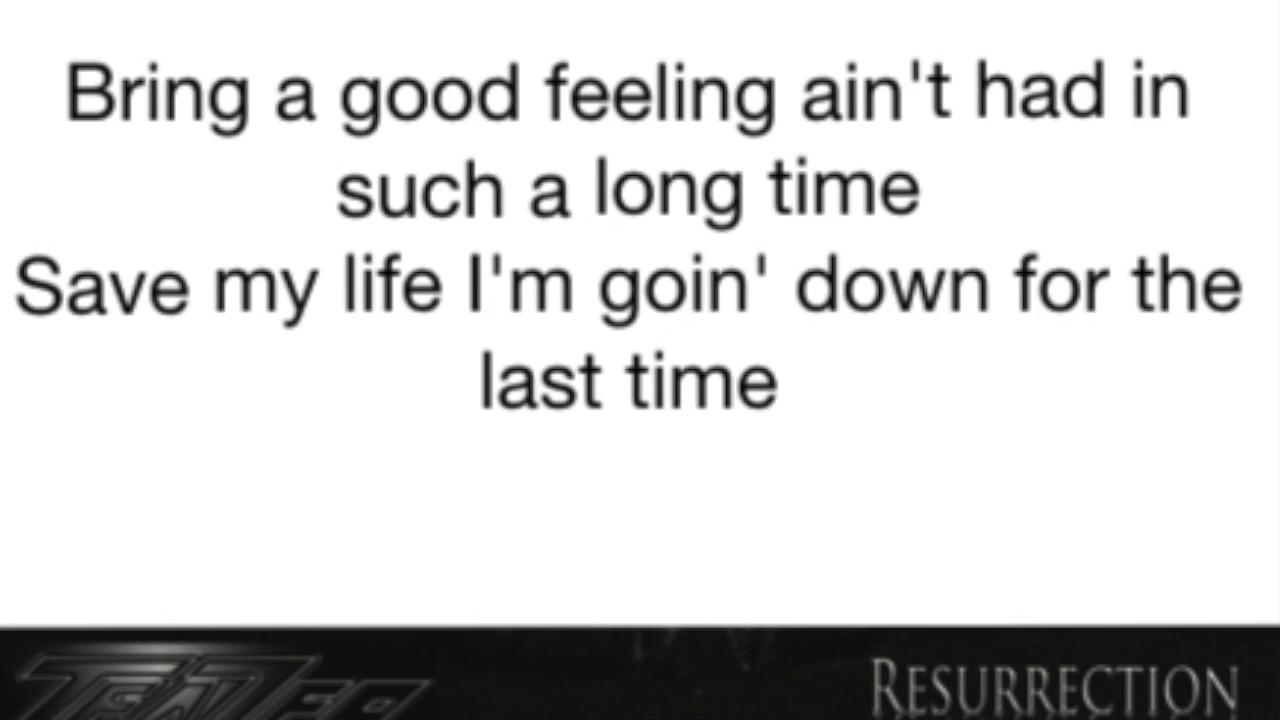 Bring a good feeling ain't had in
such a long time
Save my life I'm goin' down for the
last time
RESURRECTION